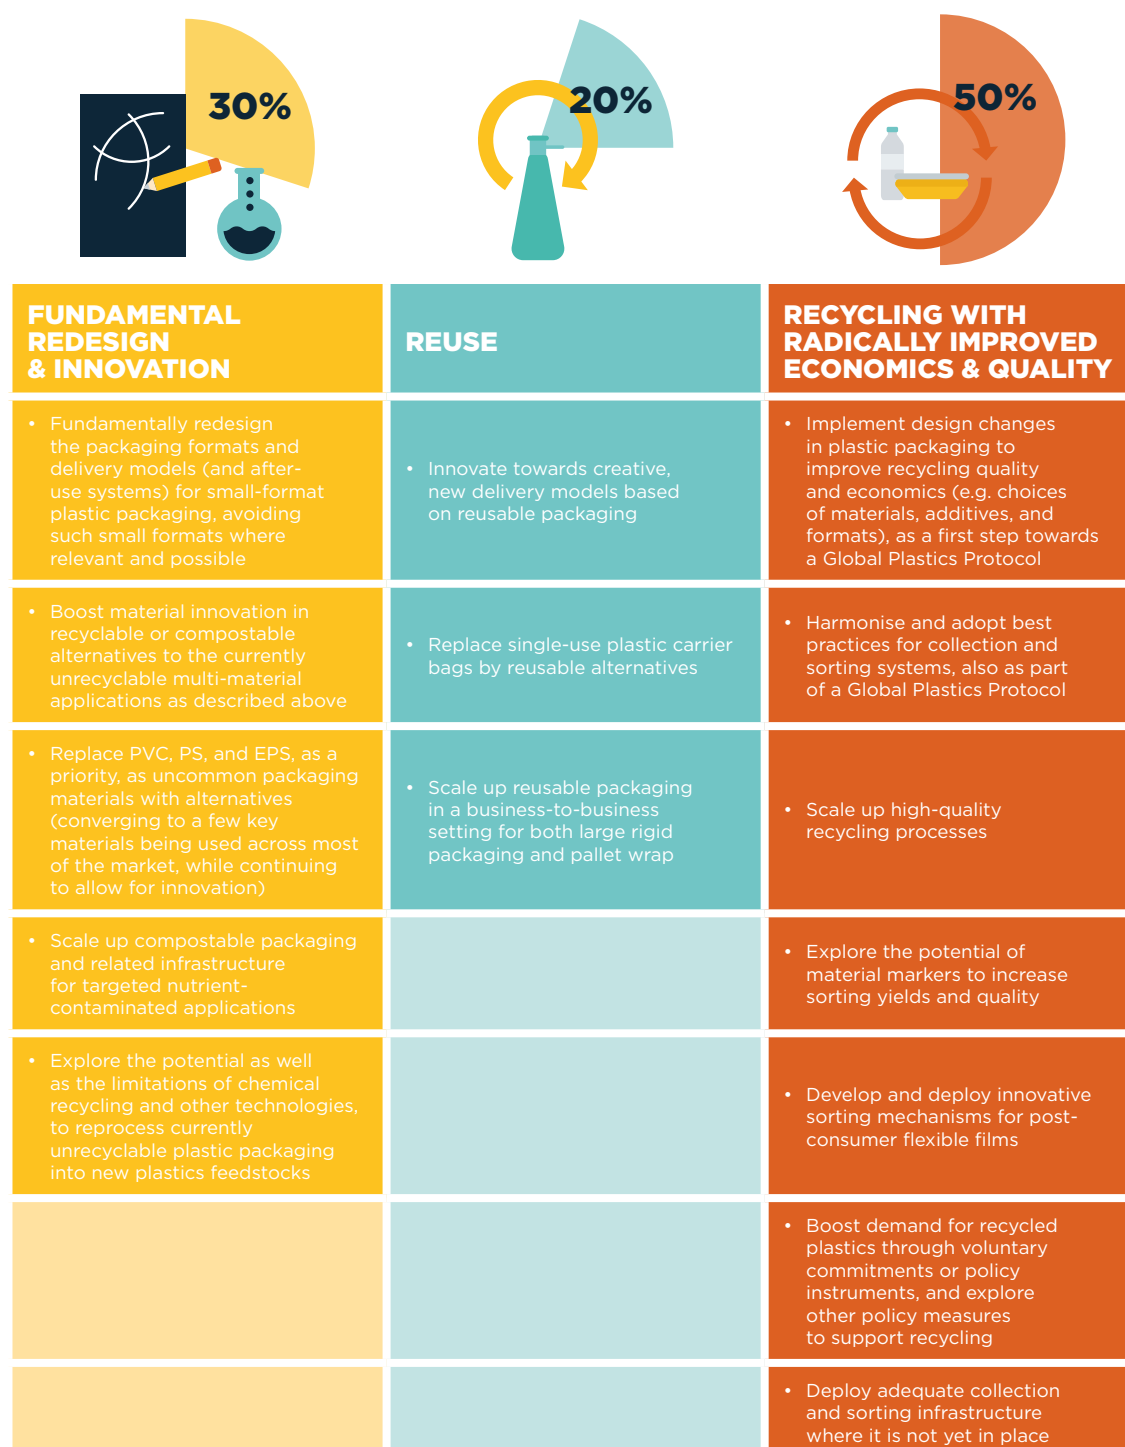 30%
20%
50%
FUNDAMENTAL
REDESIGN
& INNOVATION
REUSE
RECYCLING WITH
RADICALLY IMPROVED
ECONOMICS & QUALITY
• Fundamentally redesign
the packaging formats and
delivery models (and after-
use systems) for small-format
plastic packaging, avoiding
such small formats where
relevant and possible
• Innovate towards creative,
new delivery models based
on reusable packaging
• Implement design changes
in plastic packaging to
improve recycling quality
and economics (e.g. choices
of materials, additives, and
formats), as a first step towards
a Global Plastics Protocol
• Boost material innovation in
recyclable or compostable
alternatives to the currently
unrecyclable multi-material
applications as described above
• Replace single-use plastic carrier
bags by reusable alternatives
• Harmonise and adopt best
practices for collection and
sorting systems, also as part
of a Global Plastics Protocol
• Replace PVC, PS, and EPS, as a
priority, as uncommon packaging
materials with alternatives
(converging to a few key
materials being used across most
of the market, while continuing
to allow for innovation)
• Scale up reusable packaging
in a business-to-business
setting for both large rigid
packaging and pallet wrap
• Scale up high-quality
recycling processes
• Scale up compostable packaging
and related infrastructure
for targeted nutrient-
contaminated applications
• Explore the potential of
material markers to increase
sorting yields and quality
• Explore the potential as well
as the limitations of chemical
recycling and other technologies,
to reprocess currently
unrecyclable plastic packaging
into new plastics feedstocks
• Develop and deploy innovative
sorting mechanisms for post-
consumer flexible films
• Boost demand for recycled
plastics through voluntary
commitments or policy
instruments, and explore
other policy measures
to support recycling
• Deploy adequate collection
and sorting infrastructure
where it is not yet in place